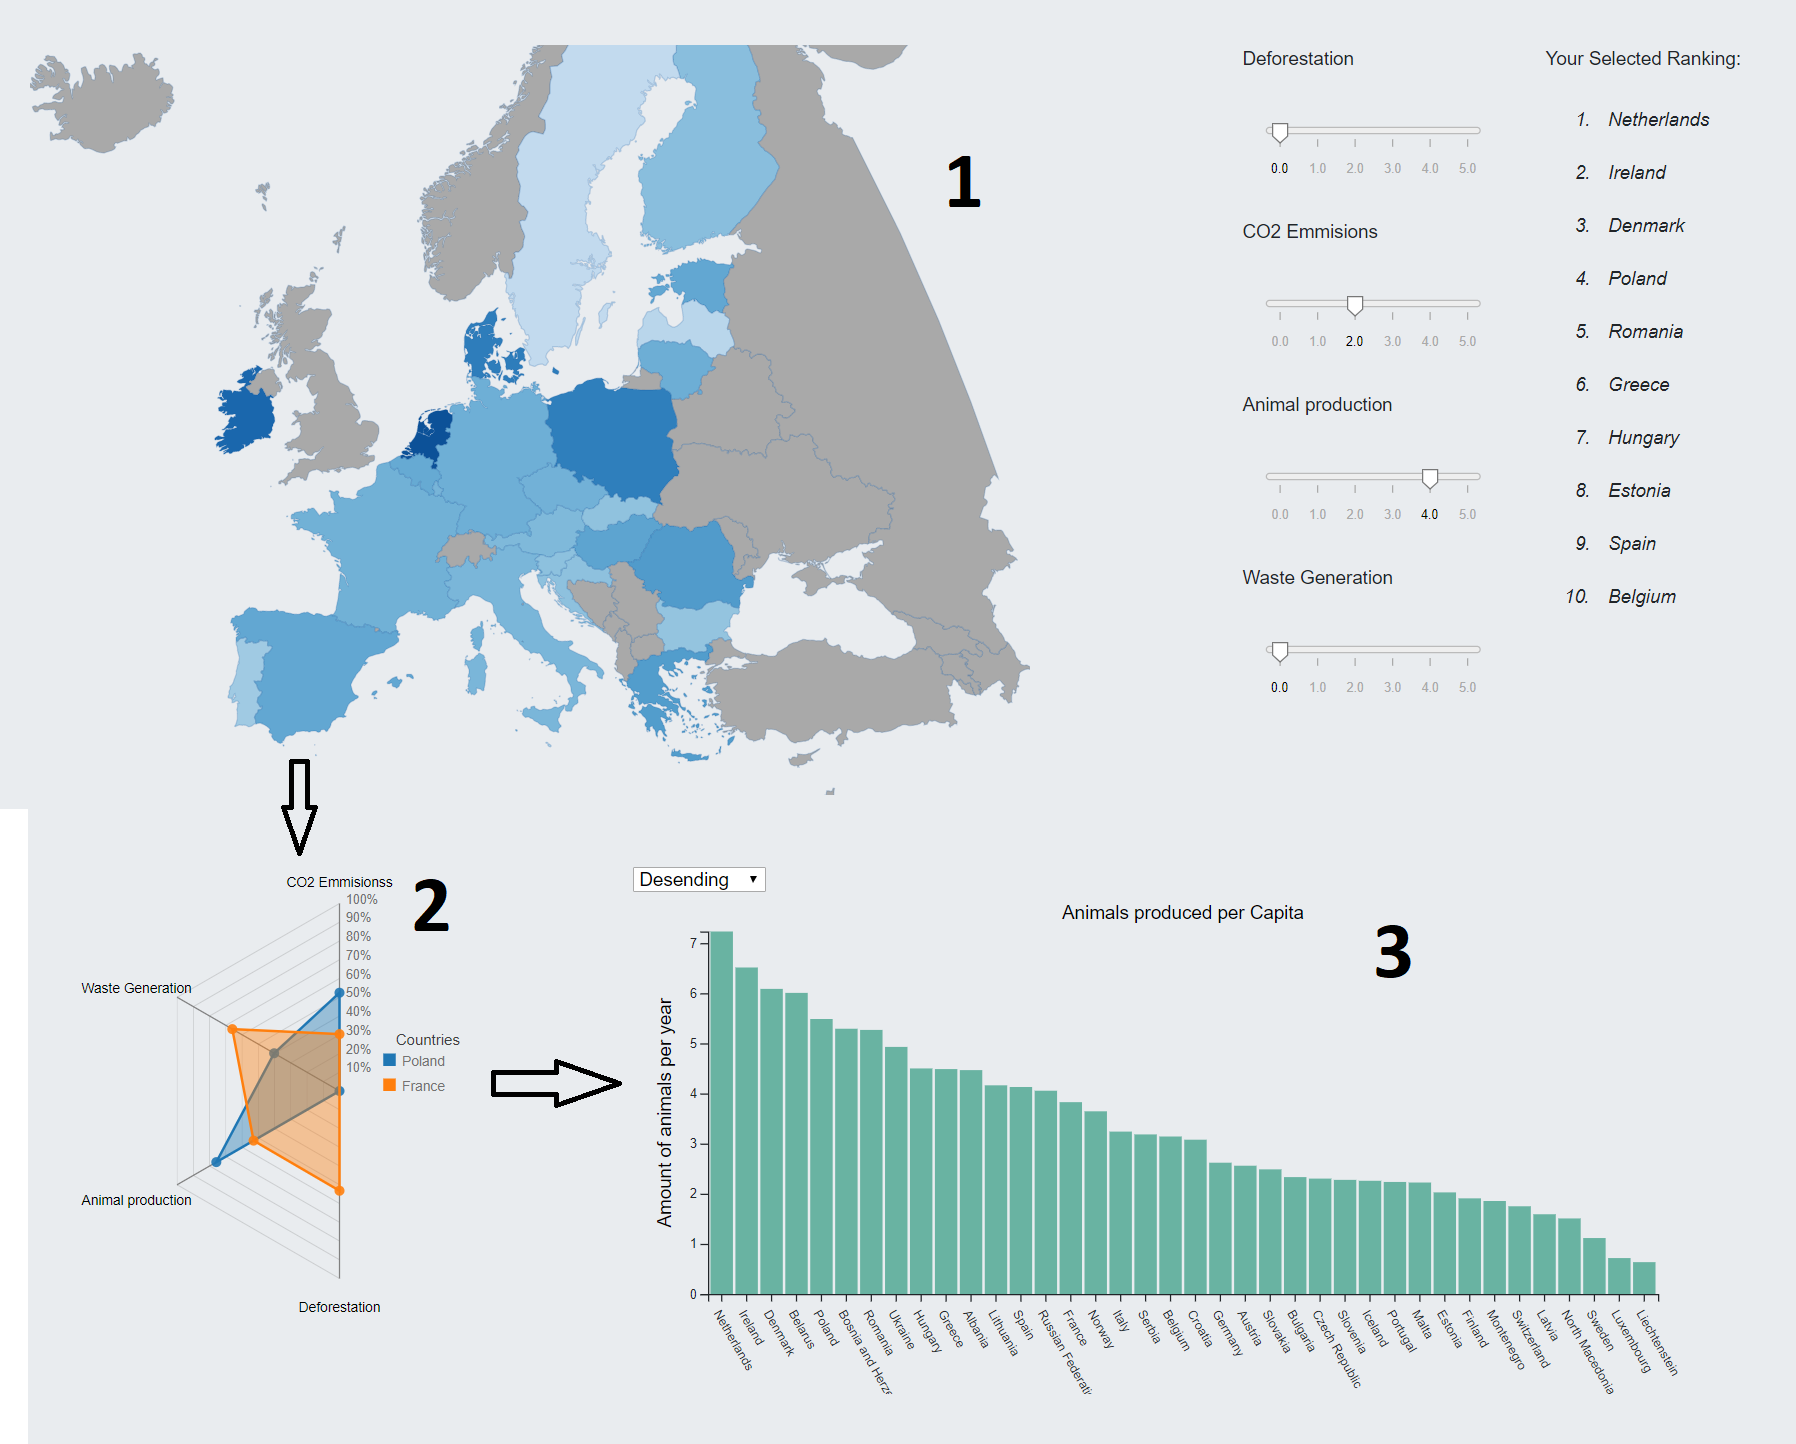 1
Deforestation
0.0 1.0 2.0 3.0 4.0 5.0
CO2 Emmisions
0.0 1.0 2.0 3.0 4.0 5.0
Animal production
0.0 1.0 2.0 3.0 4.0 5.0
Waste Generation
0.0 1.0 2.0 3.0 4.0 5.0
Your Selected Ranking:
1. Netherlands
2. Ireland
3. Denmark
4. Poland
5. Romania
6. Greece
7. Hungary
8. Estonia
9. Spain
10. Belgium
2
CO2 Emmisionss
100%
90%
80%
70%
60%
50%
40%
30%
20%
10%
Waste Generation
Animal production
Deforestation
Countries
Poland
France
Desending
Animals produced per Capita
3
Amount of animals per year
7
6
5
4
3
2
1
0
Netherlands
Ireland
Denmark
Belarus
Poland
Bosnia and Herze
Romania
Ukraine
Hungary
Greece
Albania
Lithuania
Spain
Russian Federati
France
Norway
Italy
Serbia
Belgium
Croatia
Germany
Austria
Slovakia
Bulgaria
Czech Republic
Slovenia
Iceland
Portugal
Malta
Estonia
Finland
Montenegro
Switzerland
Latvia
North Macedonia
Sweden
Luxembourg
Liechtenstein